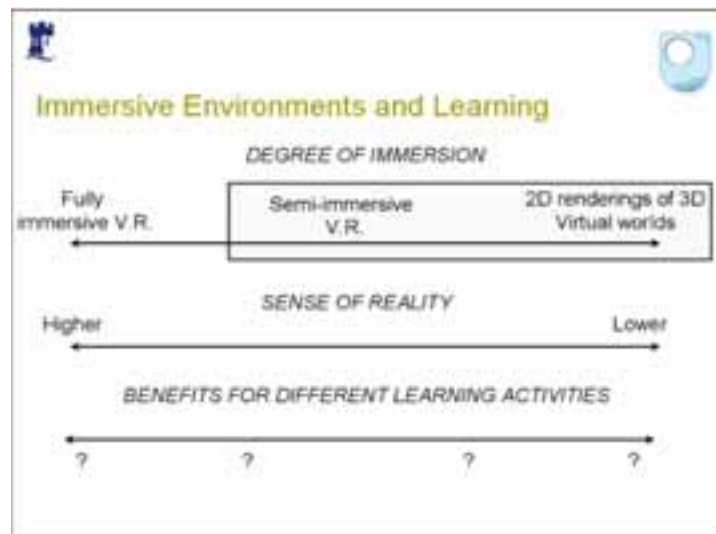 Immersive Environments and Learning
DEGREE OF IMMERSION
Fully
immersive V.R.
Semi-immersive
V.R.
2D renderings of 3D
Virtual worlds
SENSE OF REALITY
Higher
Lower
BENEFITS FOR DIFFERENT LEARNING ACTIVITIES
? ? ? ?